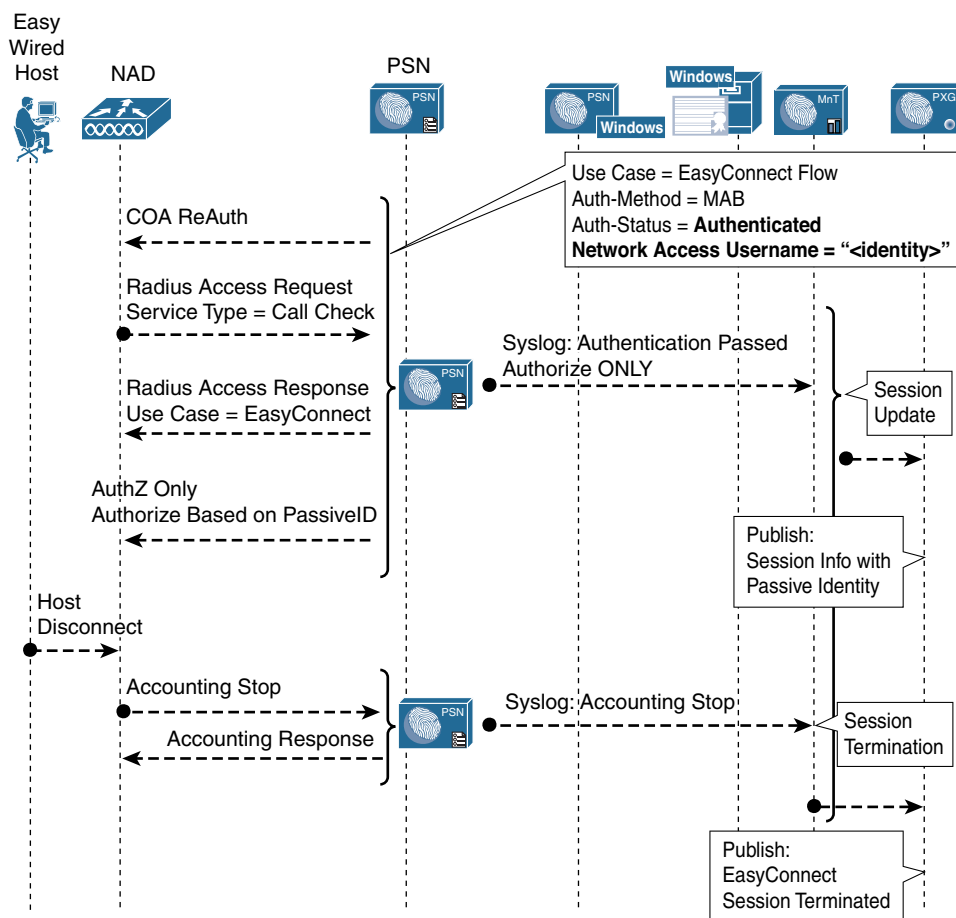 Easy
Wired
Host
NAD
PSN
PSN
PSN
Windows
Windows
MnT
PXG
Use Case = EasyConnect Flow
Auth-Method = MAB
Auth-Status = Authenticated
Network Access Username = “<identity>”
COA ReAuth
Radius Access Request
Service Type = Call Check
Syslog: Authentication Passed
Authorize ONLY
PSN
Radius Access Response
Use Case = EasyConnect
Session
Update
AuthZ Only
Authorize Based on PassiveID
Publish:
Session Info with
Passive Identity
Host
Disconnect
Accounting Stop
PSN
Syslog: Accounting Stop
Accounting Response
Session
Termination
Publish:
EasyConnect
Session Terminated